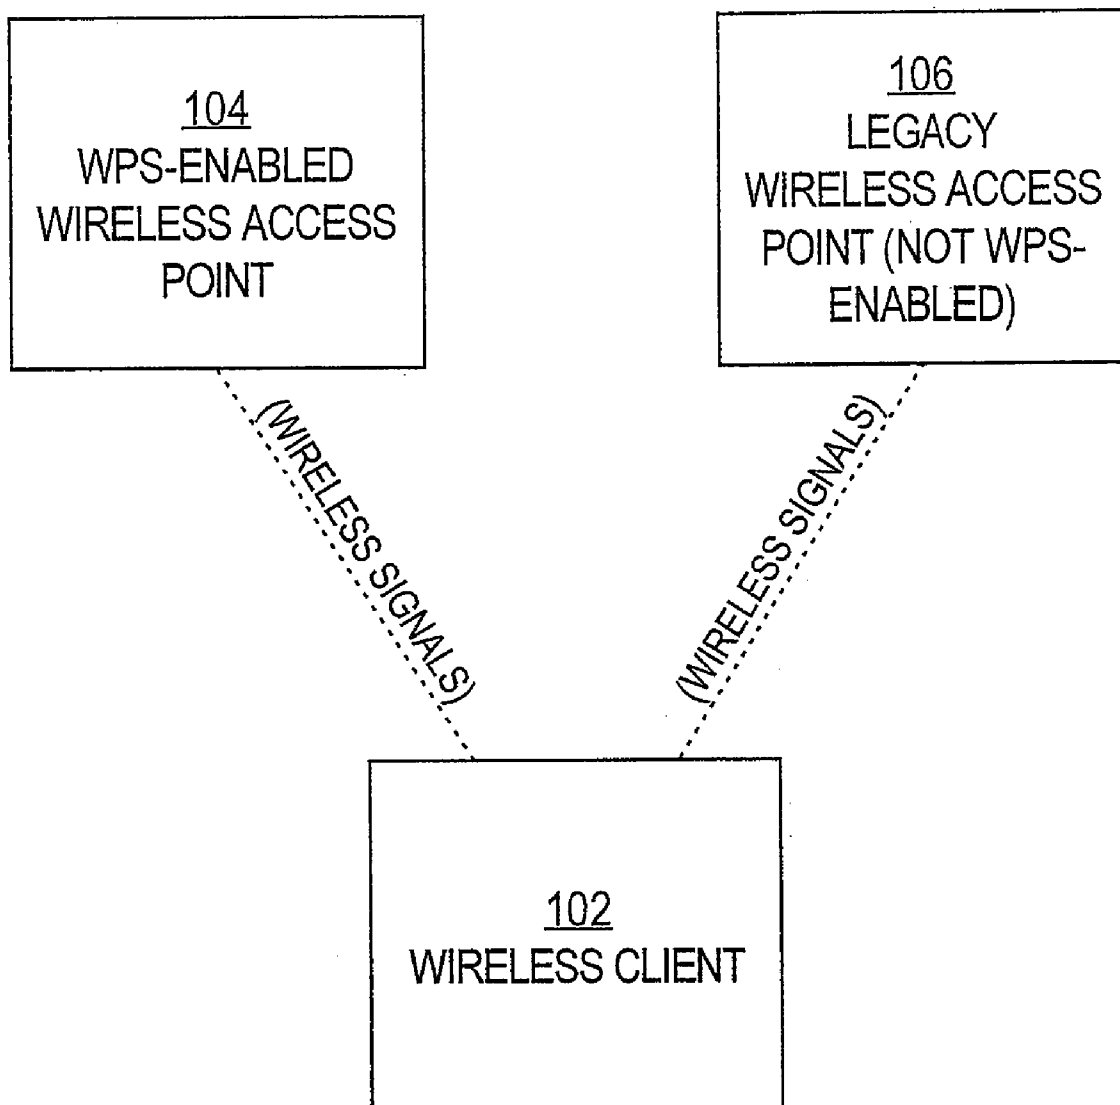 104
WPS-ENABLED
WIRELESS ACCESS
POINT
106
LEGACY
WIRELESS ACCESS
POINT (NOT WPS-
ENABLED)
(WIRELESS SIGNALS)
(WIRELESS SIGNALS)
102
WIRELESS CLIENT